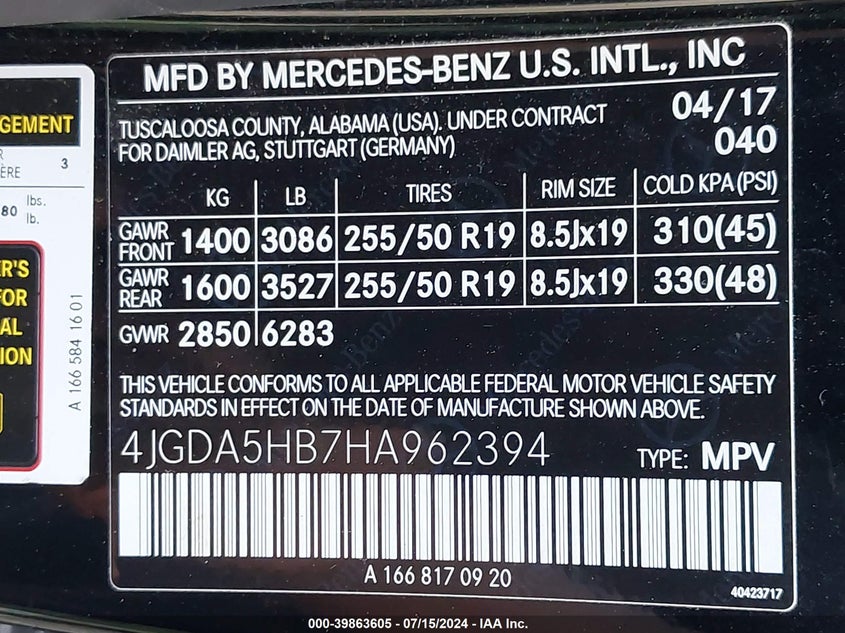 GEMENT
3
ÈRE
80 lbs.
lb.
ER'S
FOR
AL
ION
A 166 584 16 01
MFD BY MERCEDES-BENZ U.S. INTL., INC
TUSCALOOSA COUNTY, ALABAMA (USA). UNDER CONTRACT
FOR DAIMLER AG, STUTTGART (GERMANY)
04/17
040
KG LB TIRES RIM SIZE COLD KPA (PSI)
GAWR FRONT 1400 3086 255/50 R19 8.5Jx19 310(45)
GAWR REAR 1600 3527 255/50 R19 8.5Jx19 330(48)
GVWR 2850 6283
THIS VEHICLE CONFORMS TO ALL APPLICABLE FEDERAL MOTOR VEHICLE SAFETY
STANDARDS IN EFFECT ON THE DATE OF MANUFACTURE SHOWN ABOVE.
4JGDA5HB7HA962394 TYPE: MPV
A 166 817 09 20
40423717
000-39863605 - 07/15/2024 - IAA Inc.